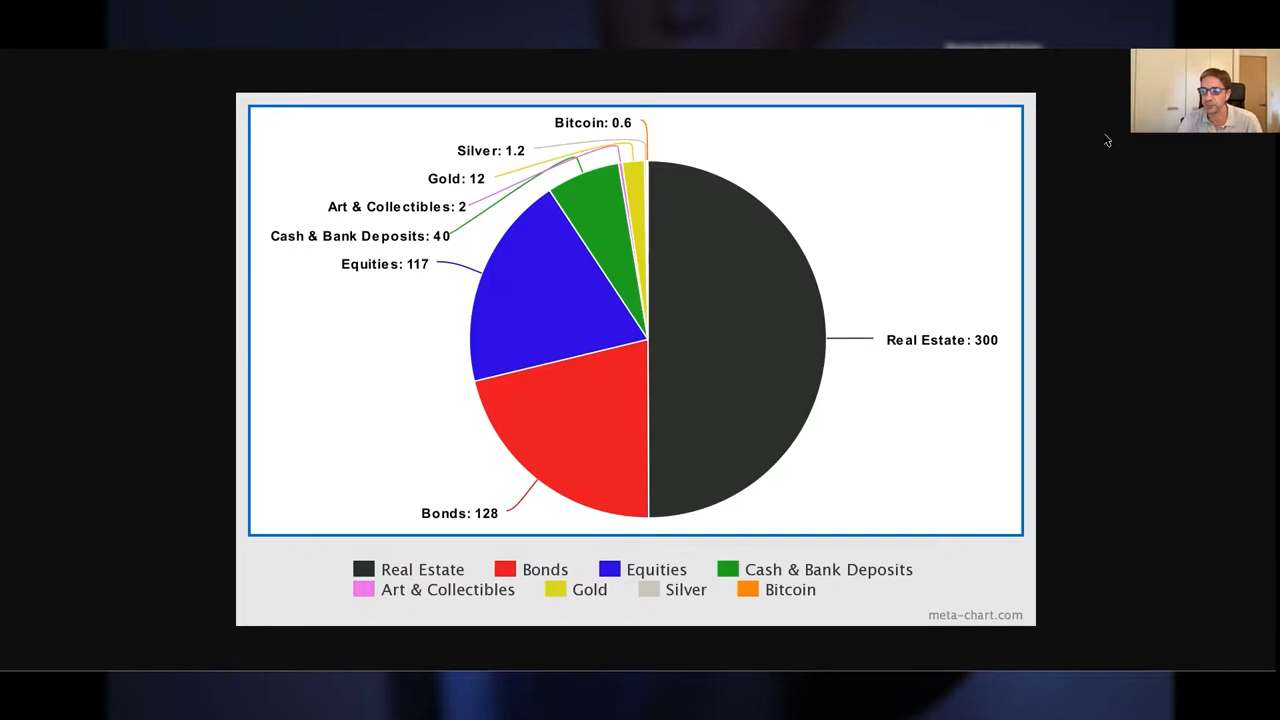 Bitcoin: 0.6
Silver: 1.2
Gold: 12
Art & Collectibles: 2
Cash & Bank Deposits: 40
Equities: 117
Real Estate: 300
Bonds: 128
Real Estate Bonds Equities Cash & Bank Deposits
Art & Collectibles Gold Silver Bitcoin
meta-chart.com